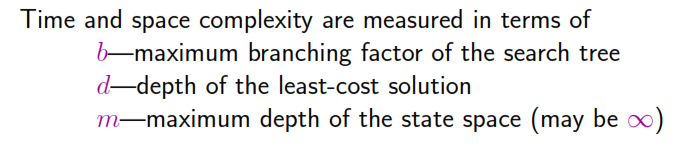 Time and space complexity are measured in terms of
b—maximum branching factor of the search tree
d—depth of the least-cost solution
m—maximum depth of the state space (may be ∞)